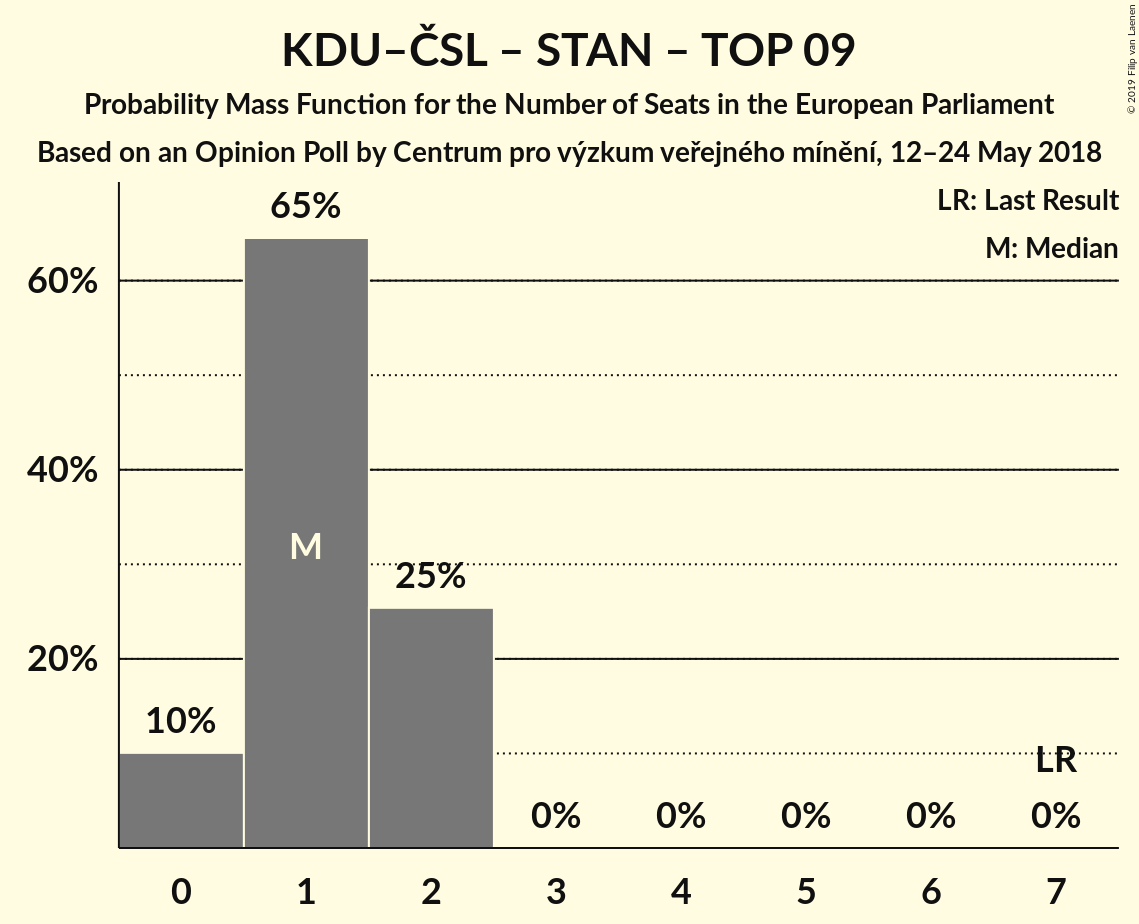 KDU–ČSL – STAN – TOP 09
Probability Mass Function for the Number of Seats in the European Parliament
Based on an Opinion Poll by Centrum pro výzkum veřejného mínění, 12–24 May 2018
© 2019 Filip van Laenen
LR: Last Result
M: Median
65%
60%
40%
M
25%
20%
10%
LR
0% 0% 0% 0% 0%
0 1 2 3 4 5 6 7